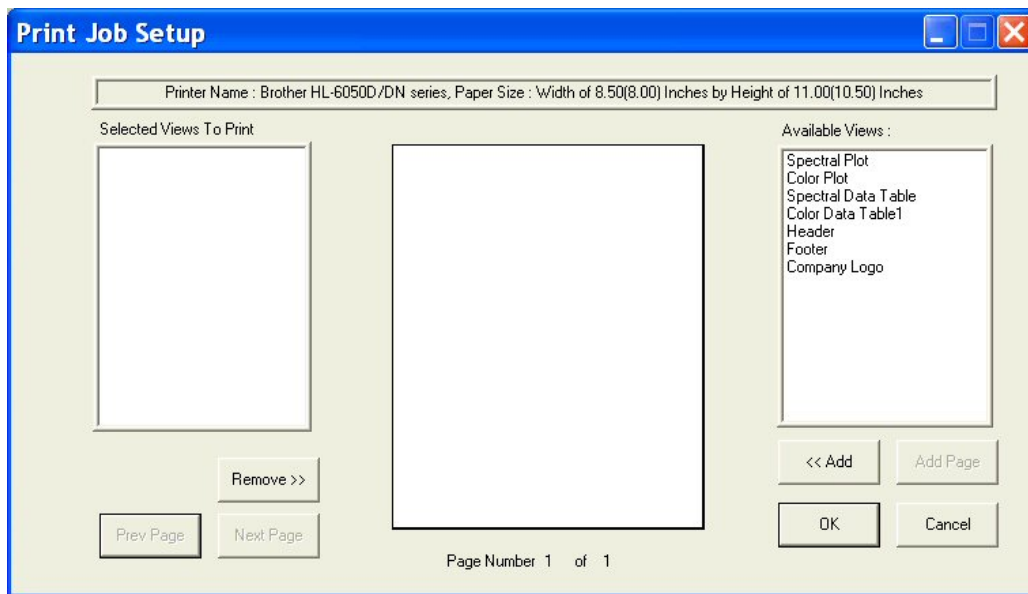 Print Job Setup
Printer Name : Brother HL-6050D/DN series, Paper Size : Width of 8.50(8.00) Inches by Height of 11.00(10.50) Inches
Selected Views To Print
Available Views :
Spectral Plot
Color Plot
Spectral Data Table
Color Data Table1
Header
Footer
Company Logo
<< Add
Add Page
Remove >>
Prev Page
Next Page
OK
Cancel
Page Number 1 of 1